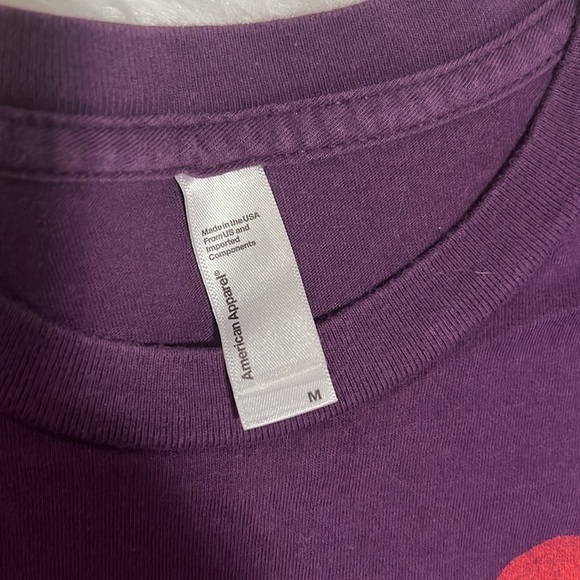 Made in the USA
From US and
Imported
Components
American Apparel®
M